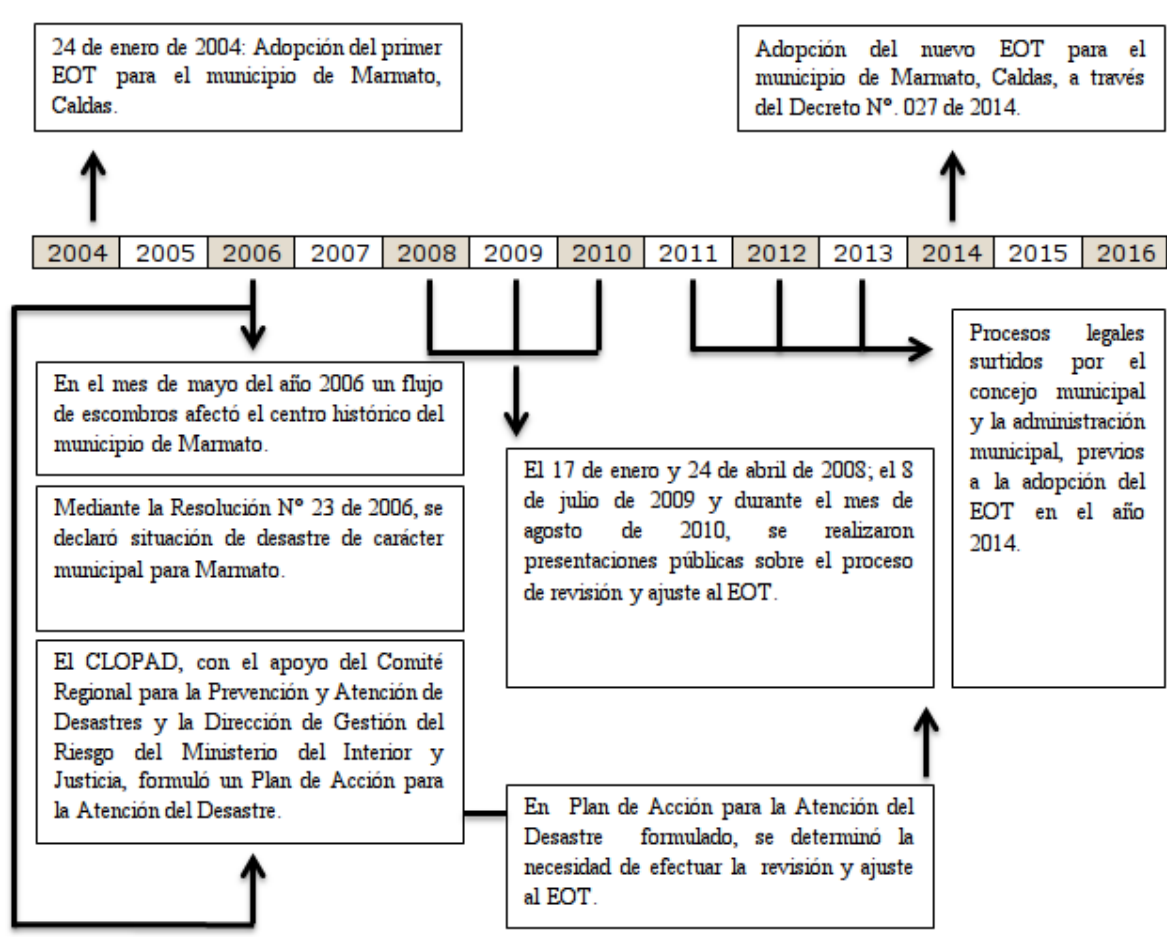 24 de enero de 2004: Adopción del primer
EOT para el municipio de Marmato,
Caldas.
Adopción del nuevo EOT para el
municipio de Marmato, Caldas, a través
del Decreto N°. 027 de 2014.
2004 2005 2006 2007 2008 2009 2010 2011 2012 2013 2014 2015 2016
En el mes de mayo del año 2006 un flujo
de escombros afectó el centro histórico del
municipio de Marmato.
Mediante la Resolución N° 23 de 2006, se
declaró situación de desastre de carácter
municipal para Marmato.
El CLOPAD, con el apoyo del Comité
Regional para la Prevención y Atención de
Desastres y la Dirección de Gestión del
Riesgo del Ministerio del Interior y
Justicia, formuló un Plan de Acción para
la Atención del Desastre.
El 17 de enero y 24 de abril de 2008; el 8
de julio de 2009 y durante el mes de
agosto de 2010, se realizaron
presentaciones públicas sobre el proceso
de revisión y ajuste al EOT.
En Plan de Acción para la Atención del
Desastre formulado, se determinó la
necesidad de efectuar la revisión y ajuste
al EOT.
Procesos legales
surtidos por el
concejo municipal
y la administración
municipal, previos
a la adopción del
EOT en el año
2014.